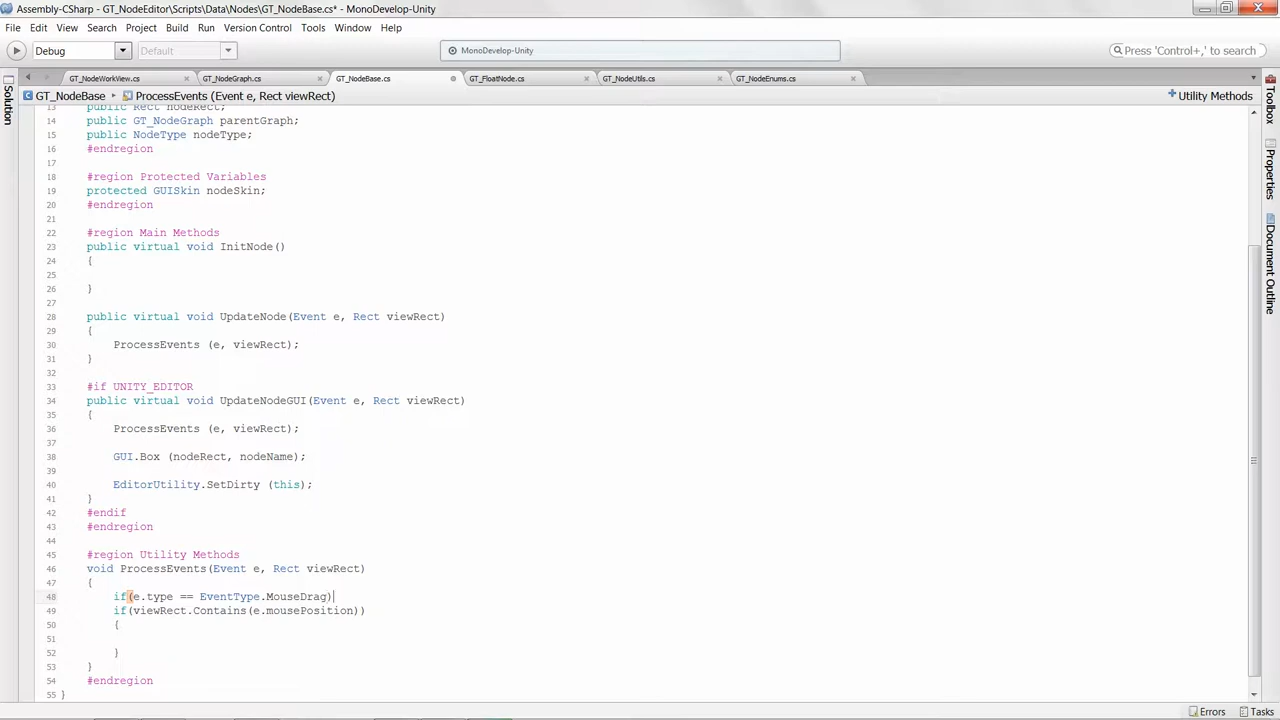 Assembly-CSharp - GT_NodeEditor\Scripts\Data\Nodes\GT_NodeBase.cs* - MonoDevelop-Unity
File Edit View Search Project Build Run Version Control Tools Window Help
Debug Default MonoDevelop-Unity Press 'Control+,' to search
GT_NodeWorkView.cs × GT_NodeGraph.cs × GT_NodeBase.cs GT_FloatNode.cs × GT_NodeUtils.cs × GT_NodeEnums.cs ×
GT_NodeBase ProcessEvents (Event e, Rect viewRect) + Utility Methods
Solution
Toolbox
Properties
Document Outline
13 public Rect nodeRect;
14 public GT_NodeGraph parentGraph;
15 public NodeType nodeType;
16 #endregion
17
18 #region Protected Variables
19 protected GUISkin nodeSkin;
20 #endregion
21
22 #region Main Methods
23 public virtual void InitNode()
24 {
25
26 }
27
28 public virtual void UpdateNode(Event e, Rect viewRect)
29 {
30 ProcessEvents (e, viewRect);
31 }
32
33 #if UNITY_EDITOR
34 public virtual void UpdateNodeGUI(Event e, Rect viewRect)
35 {
36 ProcessEvents (e, viewRect);
37
38 GUI.Box (nodeRect, nodeName);
39
40 EditorUtility.SetDirty (this);
41 }
42 #endif
43 #endregion
44
45 #region Utility Methods
46 void ProcessEvents(Event e, Rect viewRect)
47 {
48 if(e.type == EventType.MouseDrag)
49 if(viewRect.Contains(e.mousePosition))
50 {
51
52 }
53 }
54 #endregion
55 }
Errors Tasks